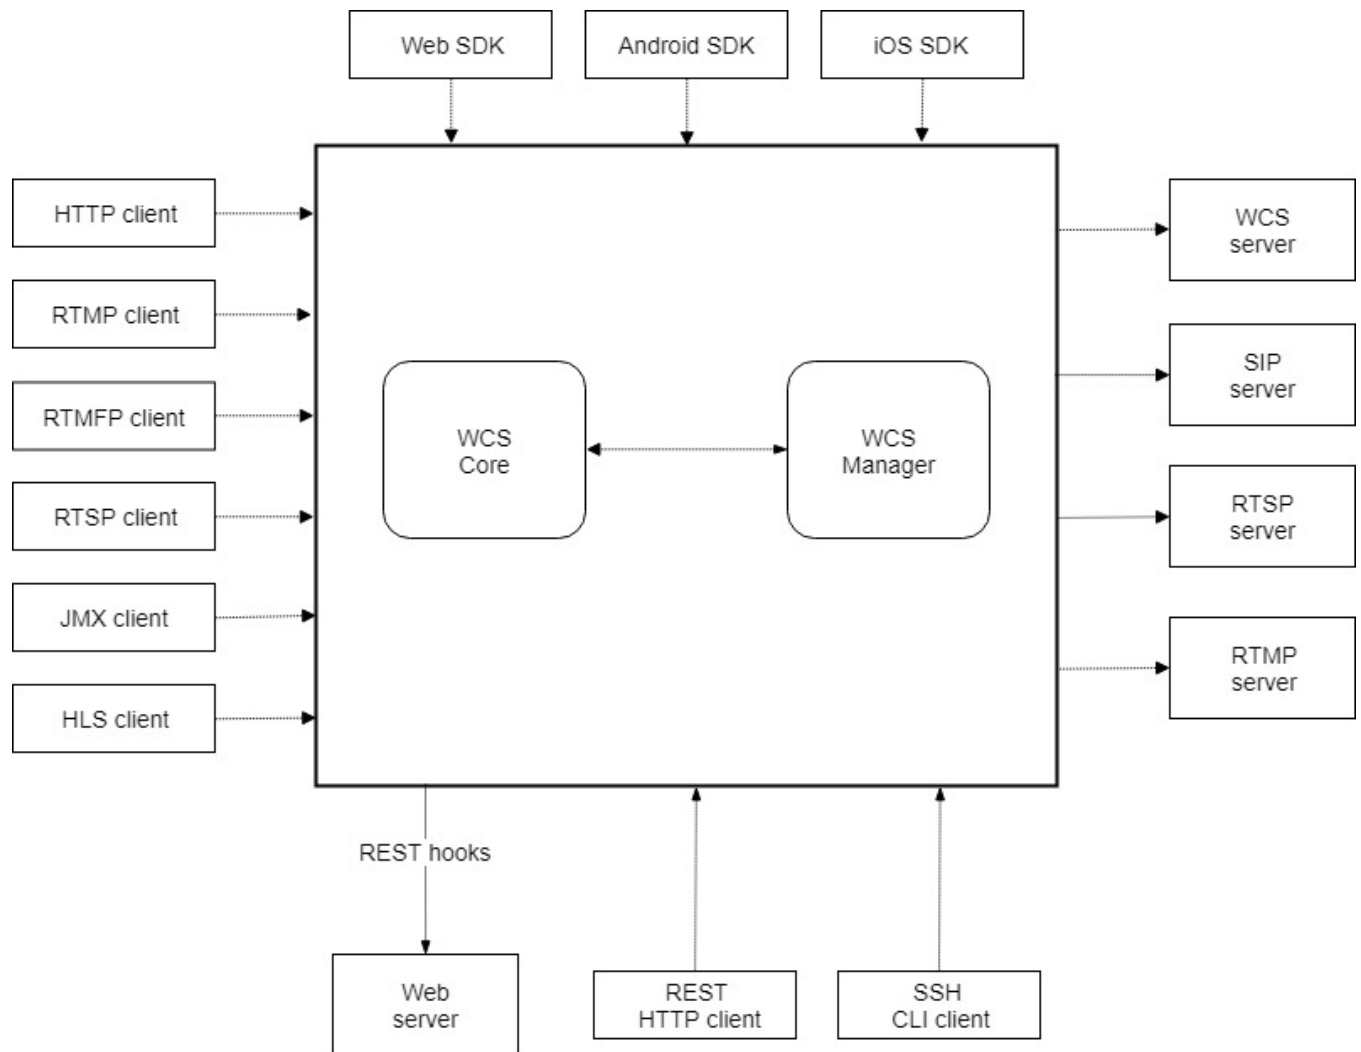 Web SDK
Android SDK
iOS SDK
HTTP client
RTMP client
RTMFP client
RTSP client
JMX client
HLS client
WCS
Core
WCS
Manager
WCS
server
SIP
server
RTSP
server
RTMP
server
REST hooks
Web
server
REST
HTTP client
SSH
CLI client